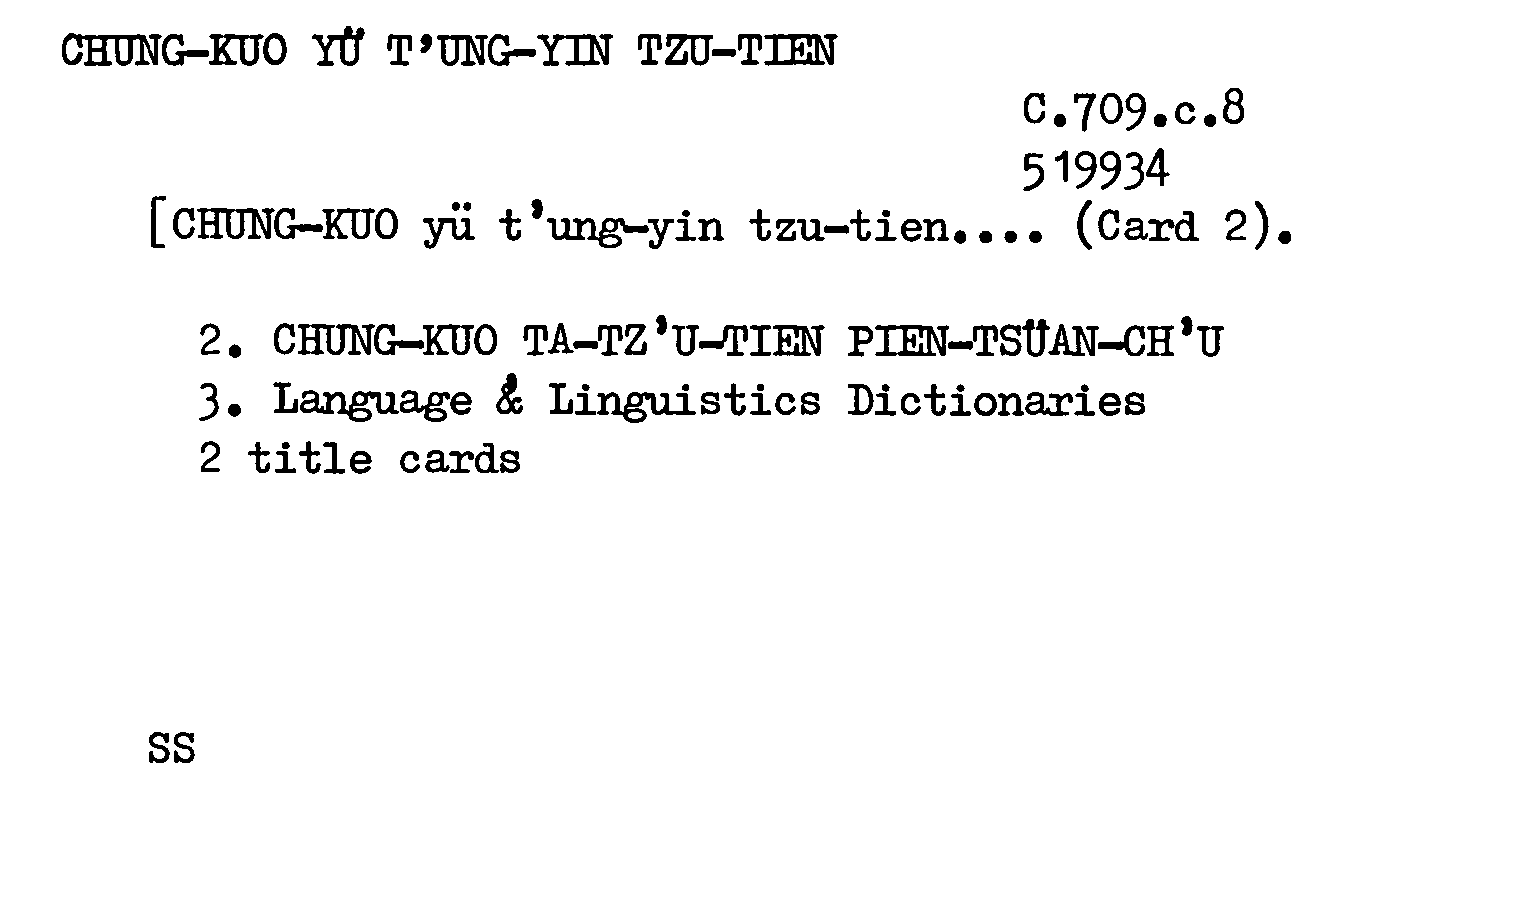 CHUNG-KUO YÜ T'UNG-YIN TZU-TIEN
C.709.c.8
519934
[CHUNG-KUO yü t'ung-yin tzu-tien.... (Card 2).
2. CHUNG-KUO TA-TZ'U-TIEN PIEN-TSÜAN-CH'U
3. Language & Linguistics Dictionaries
2 title cards
SS